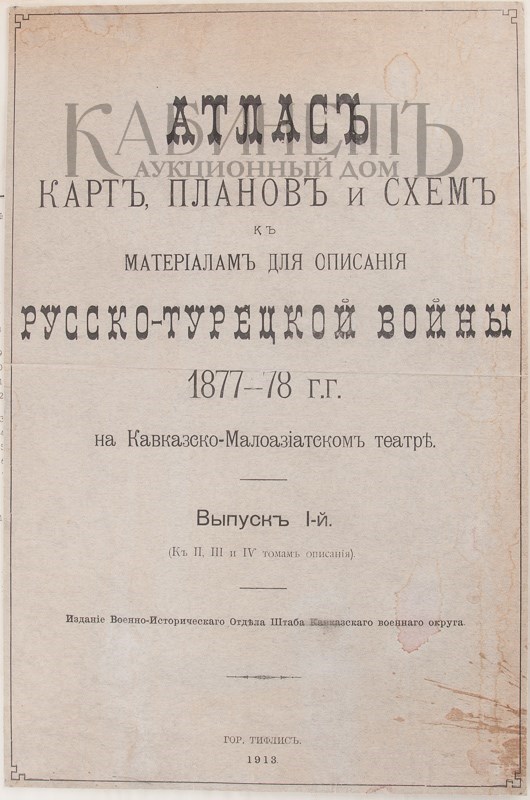 АТЛАСЪ
КАБИНЕТЪ
АУКЦИОННЫЙ ДОМ
КАРТЪ, ПЛАНОВЪ и СХЕМЪ
КЪ
МАТЕРІАЛАМЪ ДЛЯ ОПИСАНІЯ
РУССКО-ТУРЕЦКОЙ ВОЙНЫ
1877—78 г.г.
на Кавказско-Малоазіатскомъ театрѣ.
Выпускъ I-й.
(Къ II, III и IV томамъ описанія)
Изданіе Военно-Историческаго Отдѣла Штаба Кавказскаго военнаго округа.
ГОР. ТИФЛИСЪ.
1913